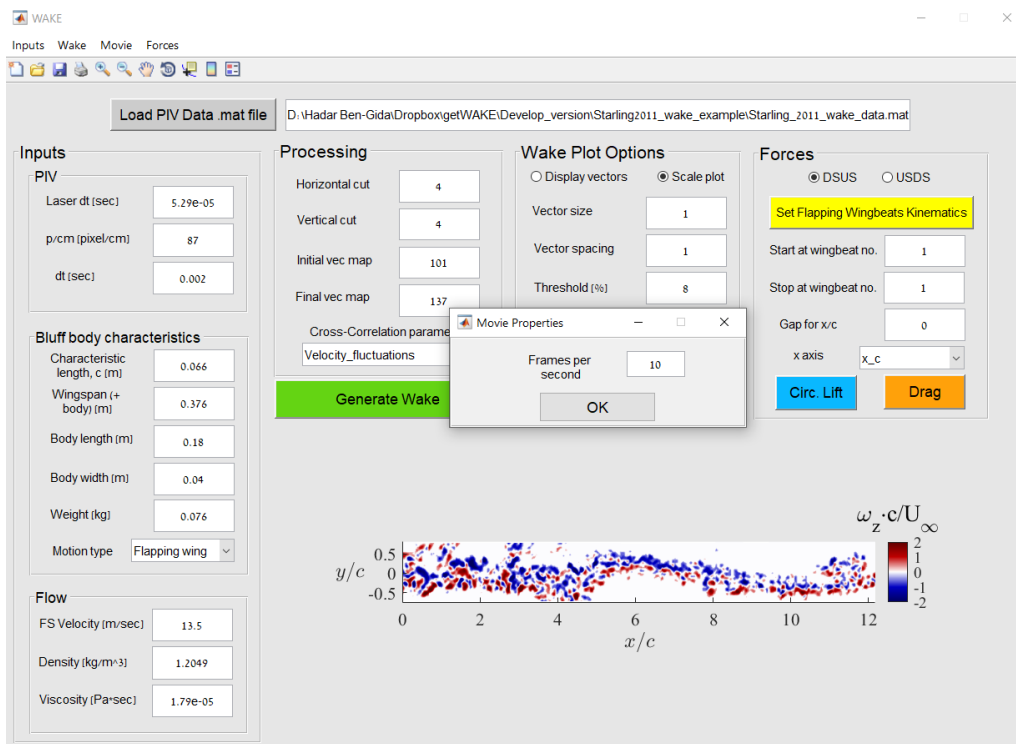 WAKE
Inputs Wake Movie Forces
Load PIV Data .mat file
D:\Hadar Ben-Gida\Dropbox\getWAKE\Develop_version\Starling2011_wake_example\Starling_2011_wake_data.mat
Inputs
PIV
Laser dt [sec] 5.29e-05
p/cm [pixel/cm] 87
dt [sec] 0.002
Bluff body characteristics
Characteristic
length, c [m] 0.066
Wingspan (+
body) [m] 0.376
Body length [m] 0.18
Body width [m] 0.04
Weight [kg] 0.076
Motion type Flapping wing
Flow
FS Velocity [m/sec] 13.5
Density [kg/m^3] 1.2049
Viscosity [Pa*sec] 1.79e-05
Processing
Horizontal cut 4
Vertical cut 4
Initial vec map 101
Final vec map 137
Cross-Correlation parame
Velocity_fluctuations
Generate Wake
Wake Plot Options
Display vectors Scale plot
Vector size 1
Vector spacing 1
Threshold [%] 8
Movie Properties
Frames per
second 10
OK
Forces
DSUS USDS
Set Flapping Wingbeats Kinematics
Start at wingbeat no. 1
Stop at wingbeat no. 1
Gap for x/c 0
x axis x_c
Circ. Lift Drag
ω_z·c/U_∞
y/c
0.5
0
-0.5
0 2 4 6 8 10 12
x/c
2
1
0
-1
-2